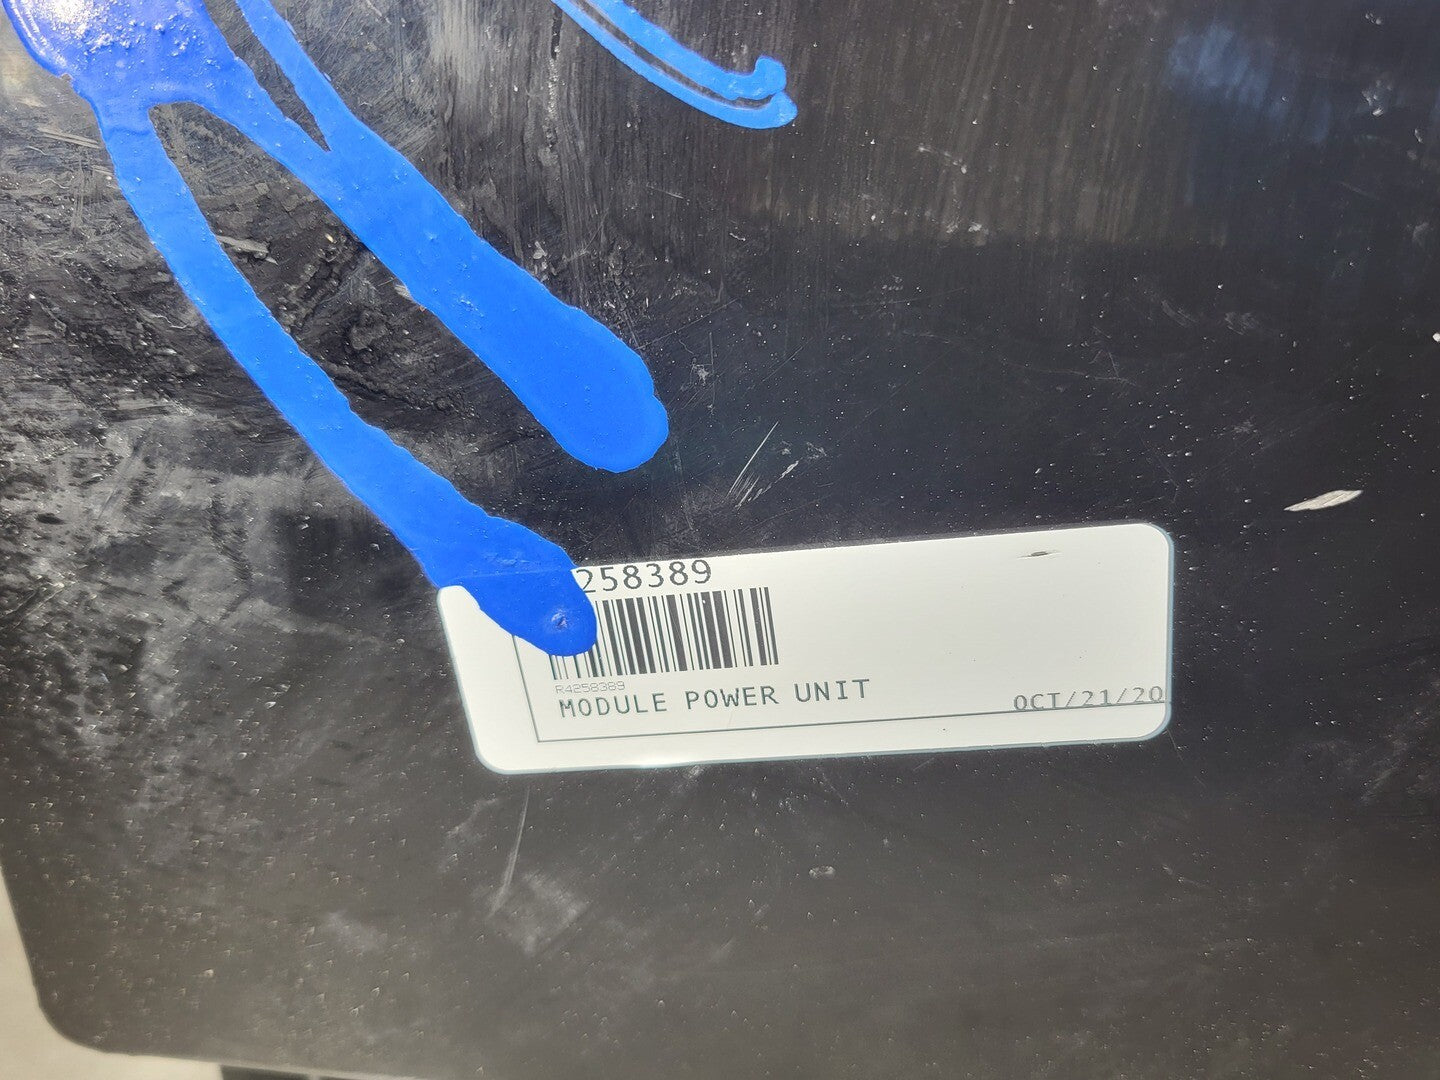 258389
R4258389
MODULE POWER UNIT
OCT/21/20